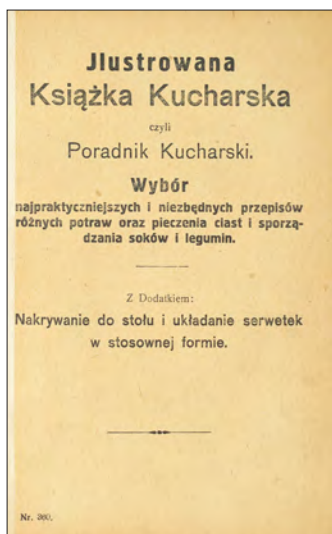 Jlustrowana
Książka Kucharska
czyli
Poradnik Kucharski.
Wybór
najpraktyczniejszych i niezbędnych przepisów
różnych potraw oraz pieczenia ciast i sporzą-
dzania soków i legumin.
Z Dodatkiem:
Nakrywanie do stołu i układanie serwetek
w stosownej formie.
Nr.